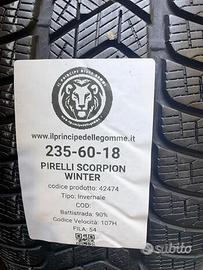 IL PRINCIPE DELLE GOMME
www.ilprincipedellegomme.it
235-60-18
PIRELLI SCORPION
WINTER
codice prodotto: 42474
Tipo: Invernale
COD:
Battistrada: 90%
Codice Velocità: 107H
FILA: 54
subito